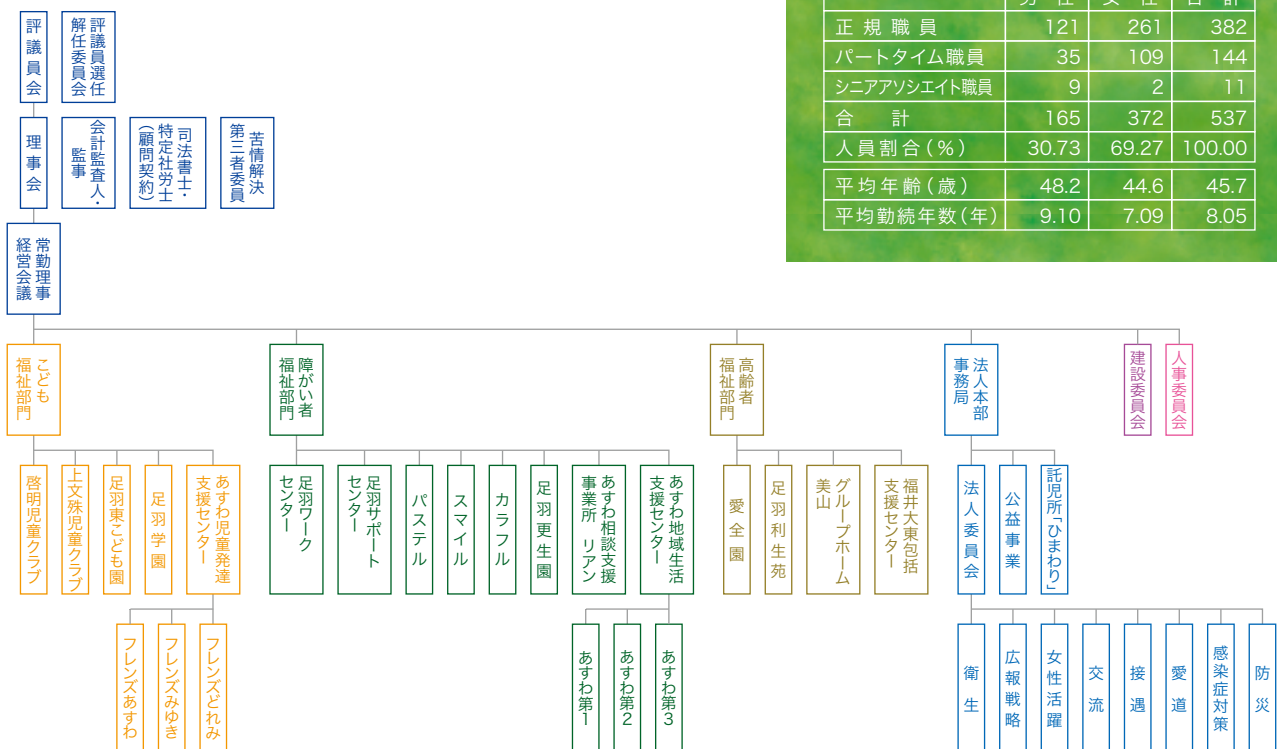 評議員会
評議員選任
解任委員会
理事会
会計監査人・
監事
司法書士・
特定社労士
(顧問契約)
苦情解決
第三者委員
常勤理事
経営会議
男 性 女 性 合 計
正規職員 121 261 382
パートタイム職員 35 109 144
シニアアソシエイト職員 9 2 11
合 計 165 372 537
人員割合(%) 30.73 69.27 100.00
平均年齢(歳) 48.2 44.6 45.7
平均勤続年数(年) 9.10 7.09 8.05
こども
福祉部門
障がい者
福祉部門
高齢者
福祉部門
法人本部
事務局
建設委員会
人事委員会
啓明児童クラブ
上文殊児童クラブ
足羽東こども園
足羽学園
あすわ児童発達
支援センター
足羽ワーク
センター
足羽サポート
センター
パステル
スマイル
カラフル
足羽更生園
あすわ相談支援
事業所 リアン
あすわ地域生活
支援センター
愛全園
足羽利生苑
グループホーム
美山
福井大東包括
支援センター
法人委員会
公益事業
託児所「ひまわり」
フレンズあすわ
フレンズみゆき
フレンズどれみ
あすわ第1
あすわ第2
あすわ第3
衛生
広報戦略
女性活躍
交流
接遇
愛道
感染症対策
防災